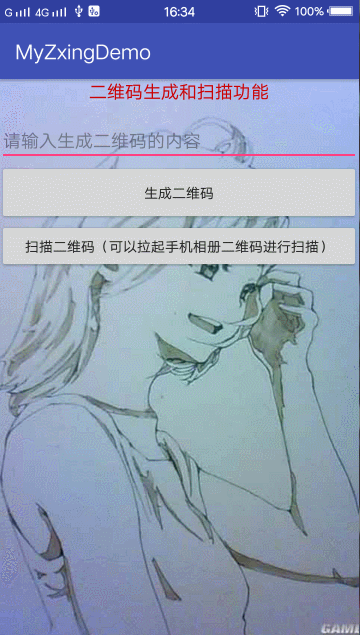 G 4G 16:34 100%
MyZxingDemo
二维码生成和扫描功能
请输入生成二维码的内容
生成二维码
扫描二维码（可以拉起手机相册二维码进行扫描）